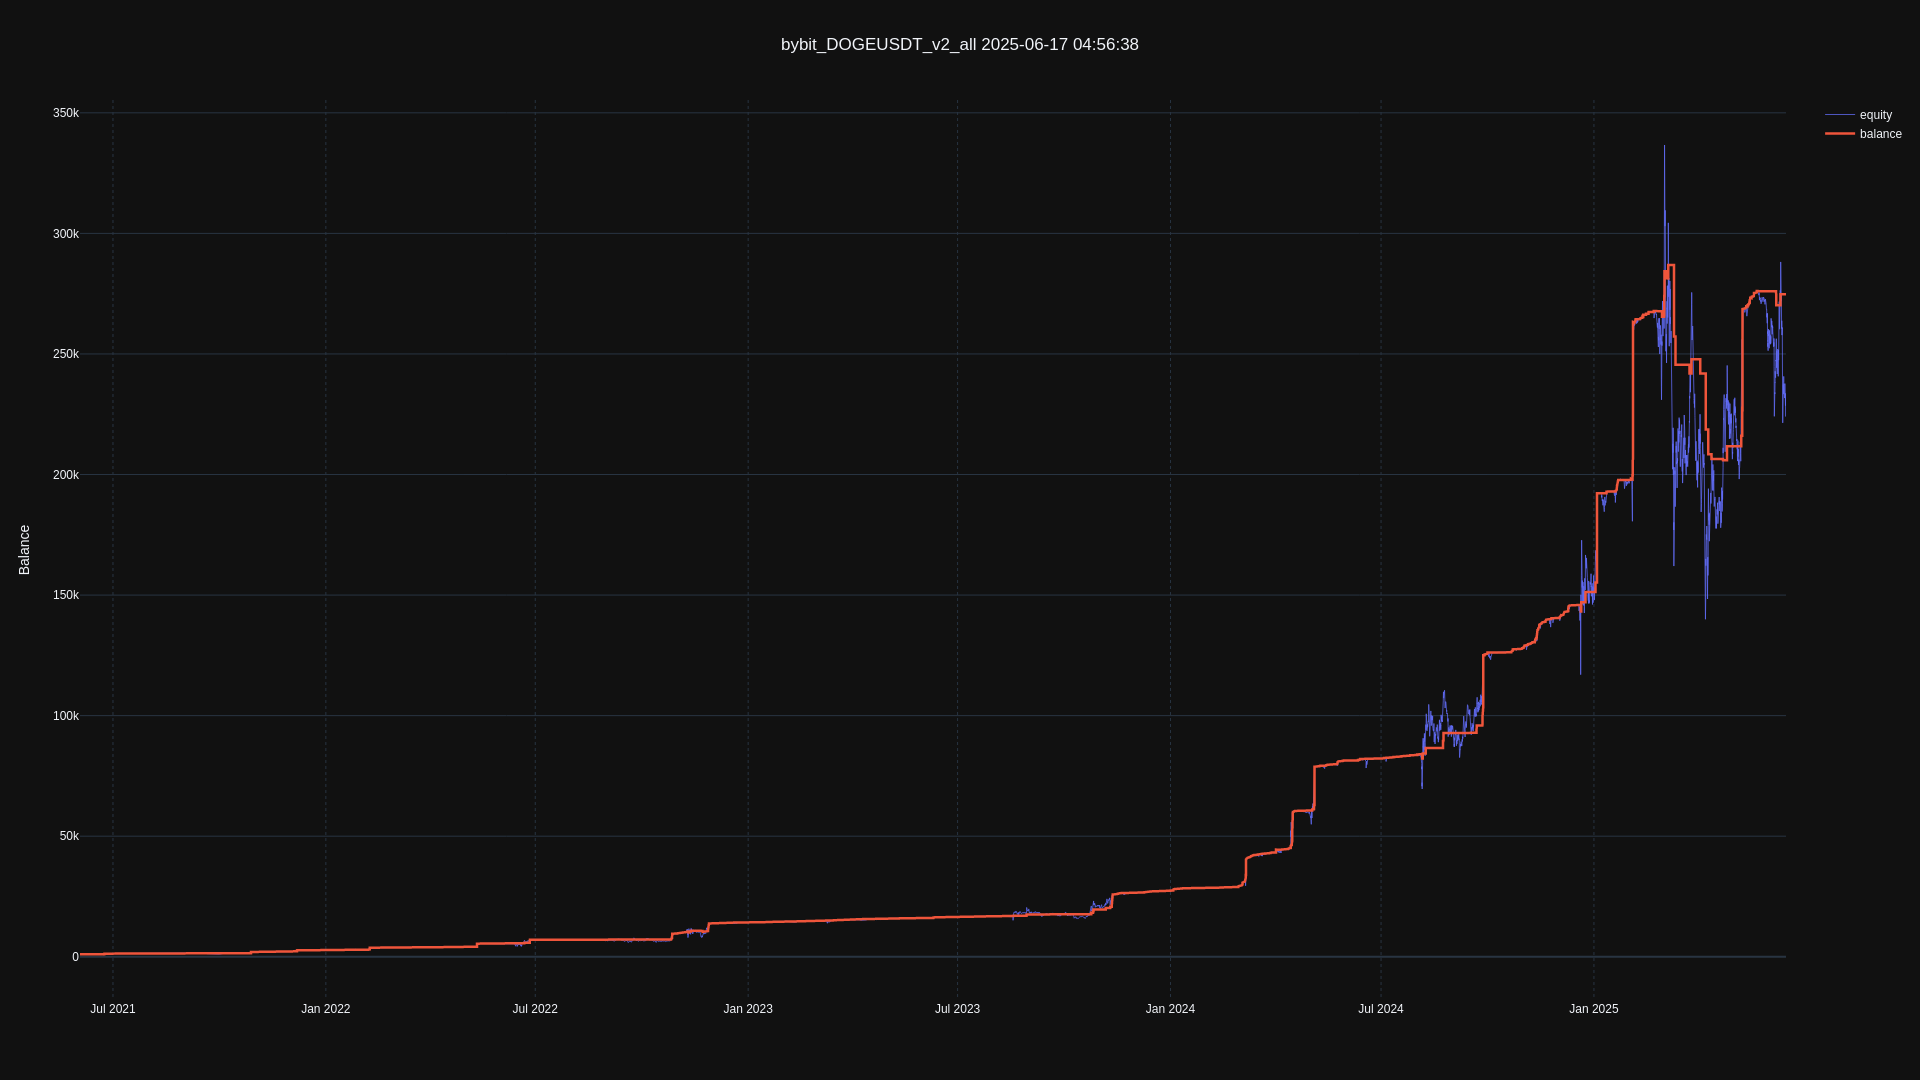 bybit_DOGEUSDT_v2_all 2025-06-17 04:56:38
equity
balance
Balance
350k
300k
250k
200k
150k
100k
50k
0
Jul 2021
Jan 2022
Jul 2022
Jan 2023
Jul 2023
Jan 2024
Jul 2024
Jan 2025